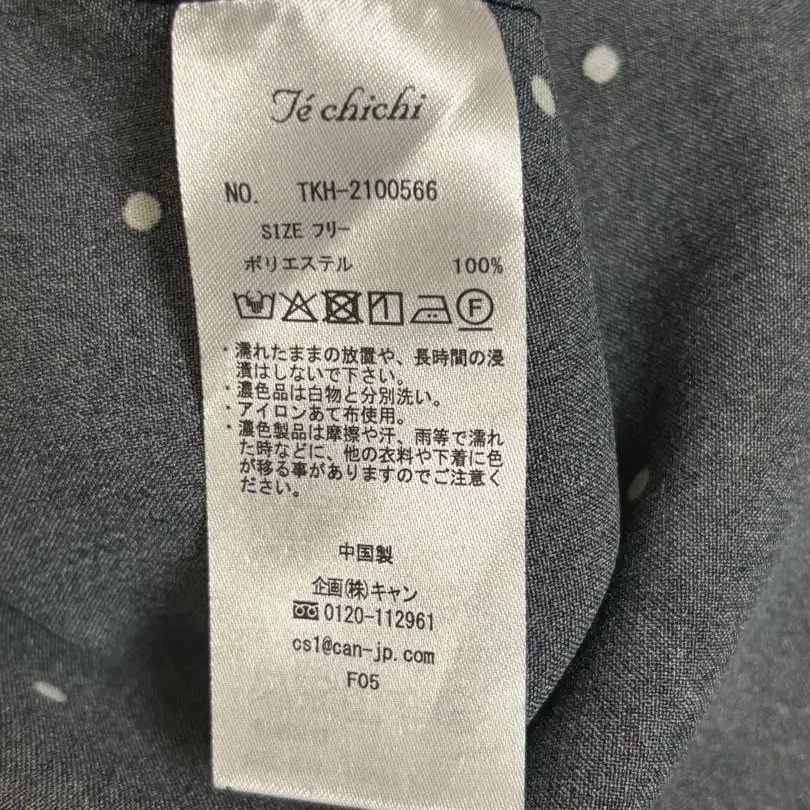 Té chichi
NO. TKH-2100566
SIZE フリー
ポリエステル 100%
F
・濡れたままの放置や、長時間の浸
漬はしないで下さい。
・濃色品は白物と分別洗い。
・アイロンあて布使用。
・濃色製品は摩擦や汗、雨等で濡れ
た時などに、他の衣料や下着に色
が移る事がありますのでご注意く
ださい。
中国製
企画(株)キャン
0120-112961
cs1@can-jp.com
F05